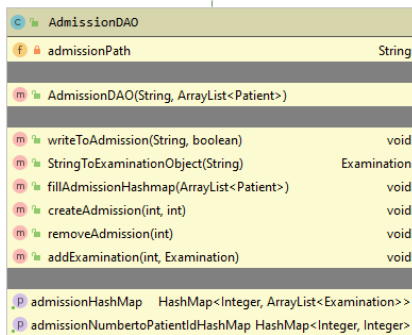 AdmissionDAO
admissionPath String
AdmissionDAO(String, ArrayList<Patient>)
writeToAdmission(String, boolean) void
StringToExaminationObject(String) Examination
fillAdmissionHashmap(ArrayList<Patient>) void
createAdmission(int, int) void
removeAdmission(int) void
addExamination(int, Examination) void
admissionHashMap HashMap<Integer, ArrayList<Examination>>
admissionNumbertoPatientIdHashMap HashMap<Integer, Integer>